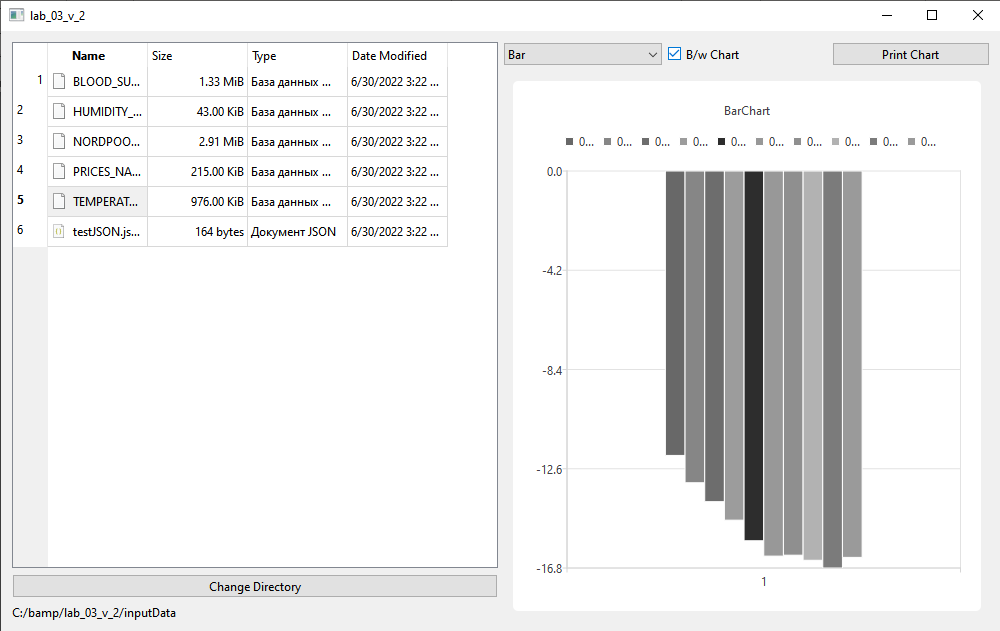 lab_03_v_2
Name Size Type Date Modified
1 BLOOD_SU... 1.33 MiB База данных ... 6/30/2022 3:22 ...
2 HUMIDITY_... 43.00 KiB База данных ... 6/30/2022 3:22 ...
3 NORDPOO... 2.91 MiB База данных ... 6/30/2022 3:22 ...
4 PRICES_NA... 215.00 KiB База данных ... 6/30/2022 3:22 ...
5 TEMPERAT... 976.00 KiB База данных ... 6/30/2022 3:22 ...
6 testJSON.js... 164 bytes Документ JSON 6/30/2022 3:22 ...
Change Directory
C:/bamp/lab_03_v_2/inputData
Bar B/w Chart Print Chart
BarChart
0... 0... 0... 0... 0... 0... 0... 0... 0... 0...
0.0
-4.2
-8.4
-12.6
-16.8
1